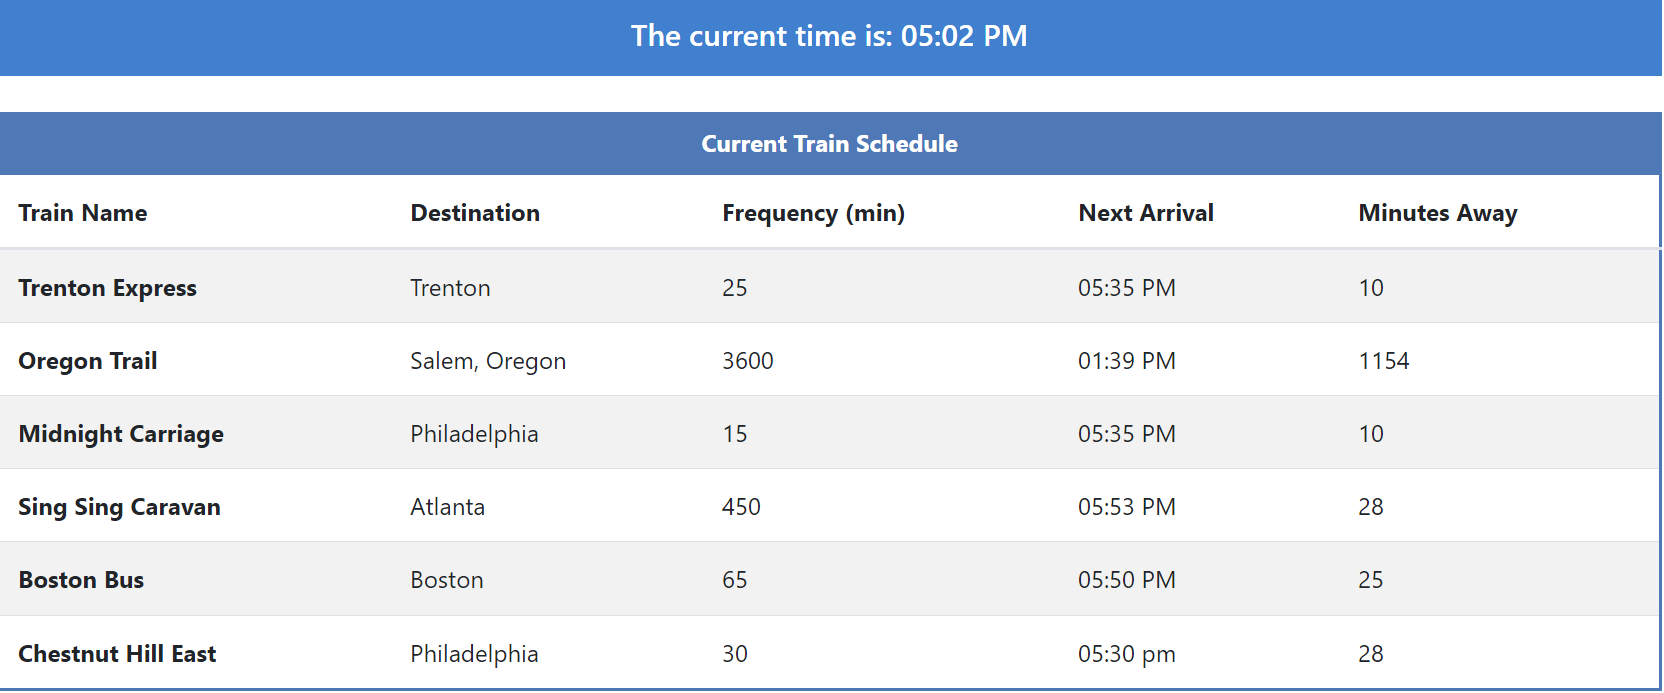 The current time is: 05:02 PM
Current Train Schedule
Train Name Destination Frequency (min) Next Arrival Minutes Away
Trenton Express Trenton 25 05:35 PM 10
Oregon Trail Salem, Oregon 3600 01:39 PM 1154
Midnight Carriage Philadelphia 15 05:35 PM 10
Sing Sing Caravan Atlanta 450 05:53 PM 28
Boston Bus Boston 65 05:50 PM 25
Chestnut Hill East Philadelphia 30 05:30 pm 28